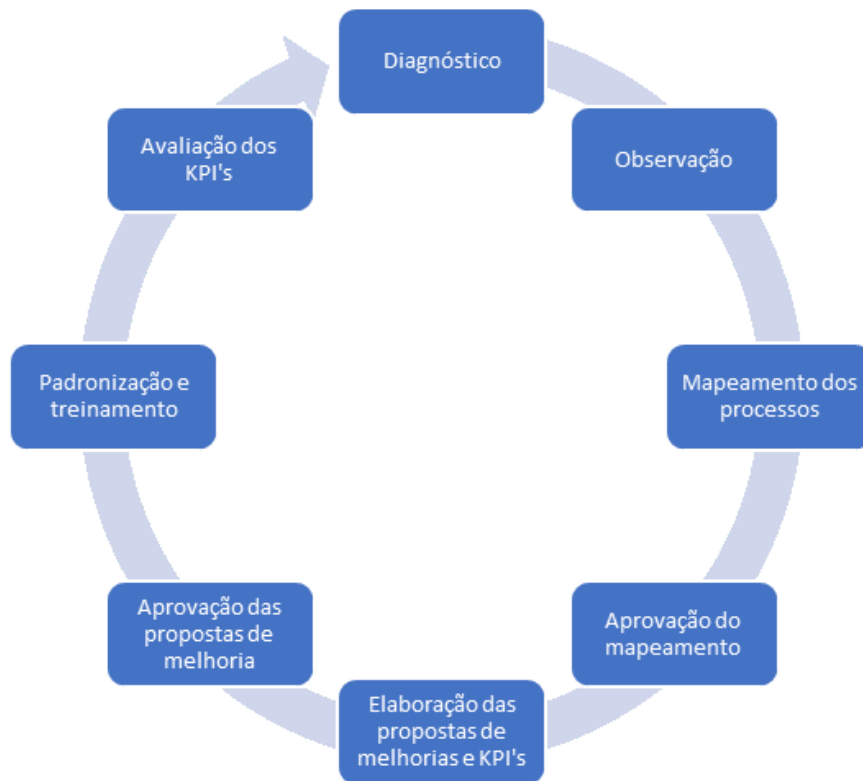 Diagnóstico
Observação
Mapeamento dos
processos
Aprovação do
mapeamento
Elaboração das
propostas de
melhorias e KPI's
Aprovação das
propostas de
melhoria
Padronização e
treinamento
Avaliação dos
KPI's